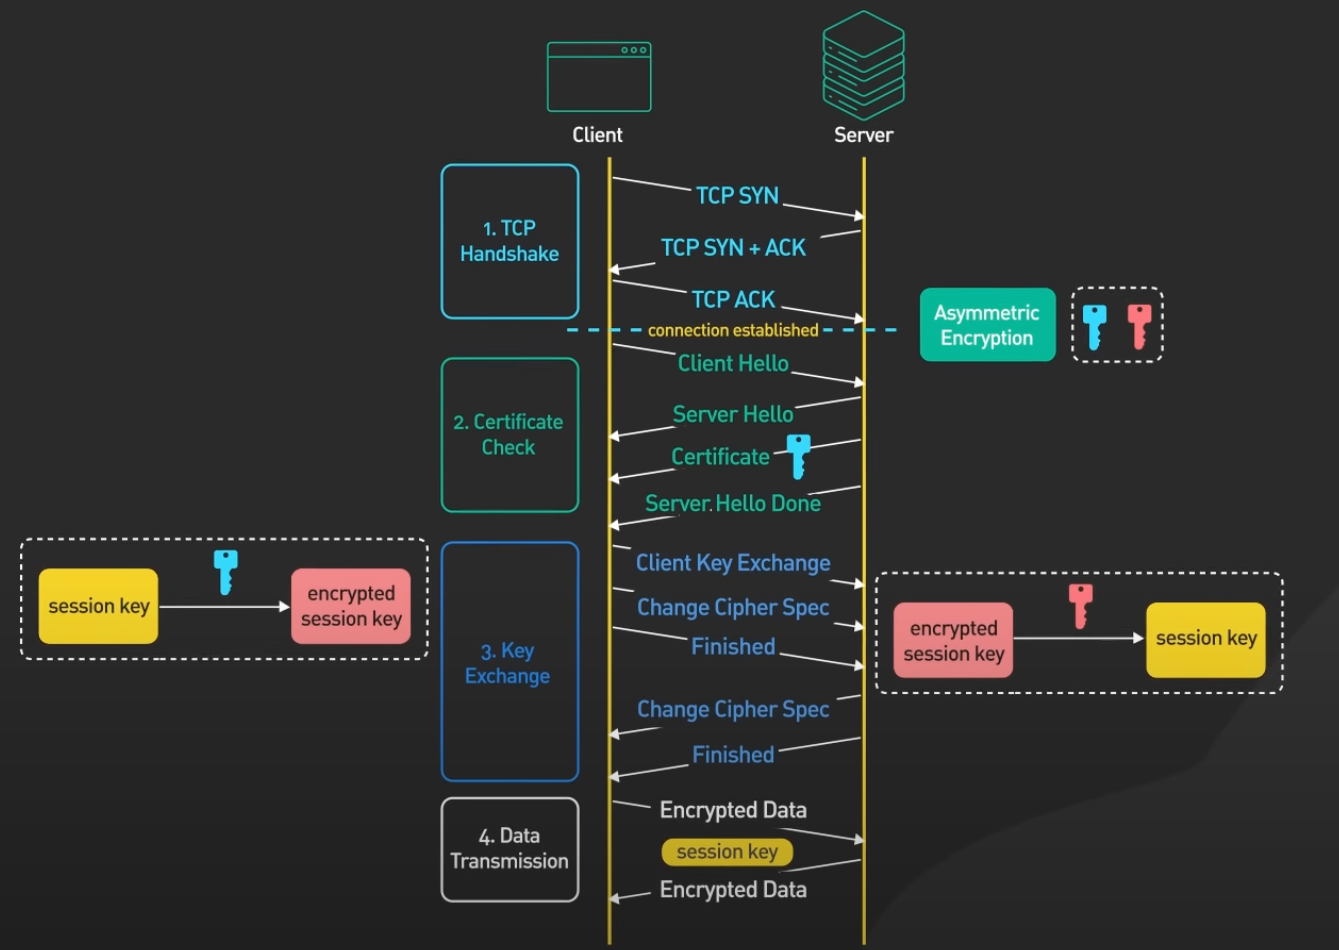 Client
Server
1. TCP
Handshake
TCP SYN
TCP SYN + ACK
TCP ACK
connection established
Asymmetric
Encryption
2. Certificate
Check
Client Hello
Server Hello
Certificate
Server Hello Done
session key
encrypted
session key
3. Key
Exchange
Client Key Exchange
Change Cipher Spec
Finished
Change Cipher Spec
Finished
encrypted
session key
session key
4. Data
Transmission
Encrypted Data
session key
Encrypted Data